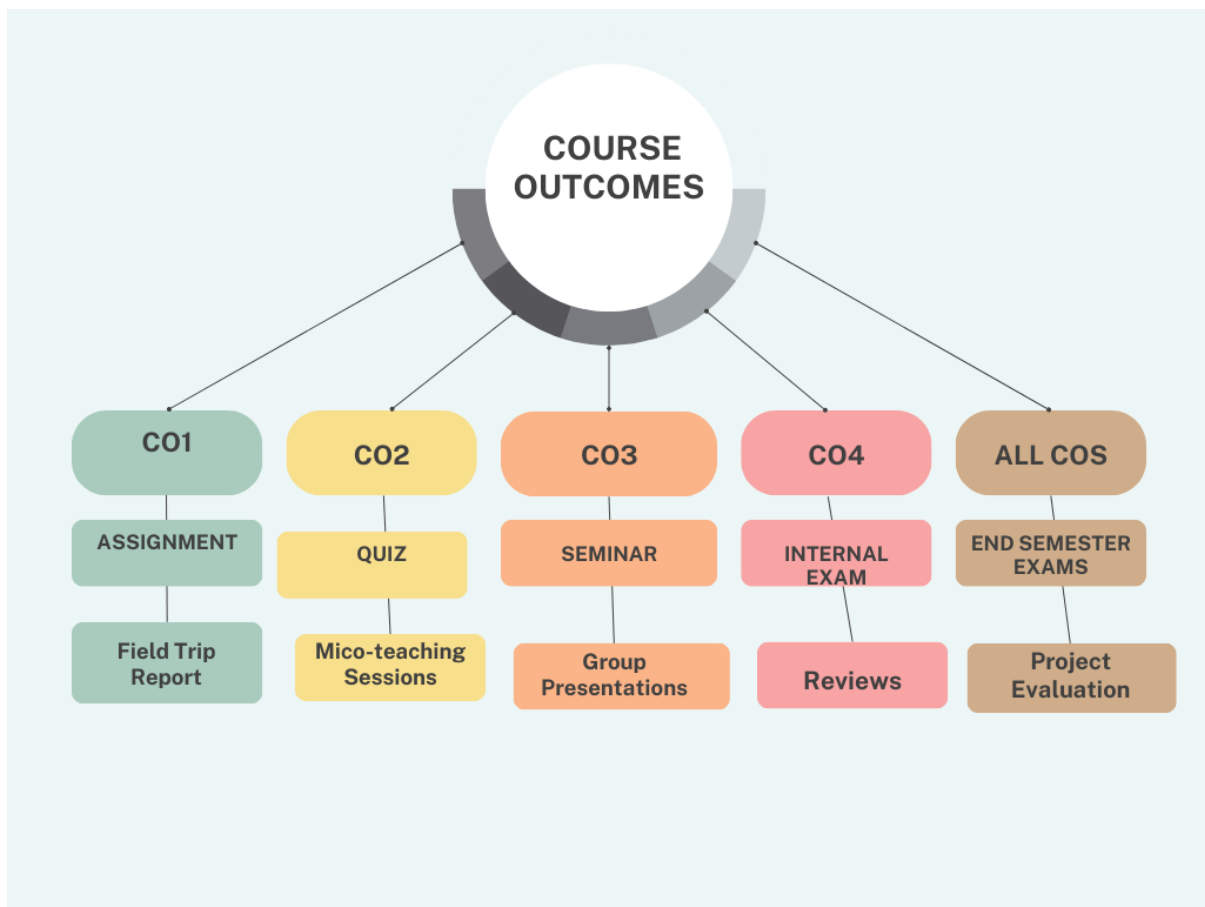 COURSE
OUTCOMES
CO1
CO2
CO3
CO4
ALL COS
ASSIGNMENT
QUIZ
SEMINAR
INTERNAL
EXAM
END SEMESTER
EXAMS
Field Trip
Report
Mico-teaching
Sessions
Group
Presentations
Reviews
Project
Evaluation